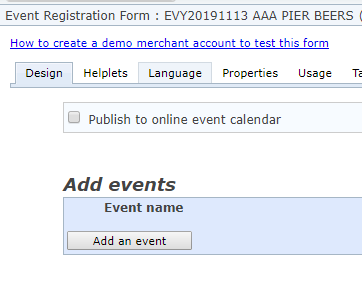 Event Registration Form : EVY20191113 AAA PIER BEERS (
How to create a demo merchant account to test this form
Design Helplets Language Properties Usage Ta
Publish to online event calendar
Add events
Event name
Add an event